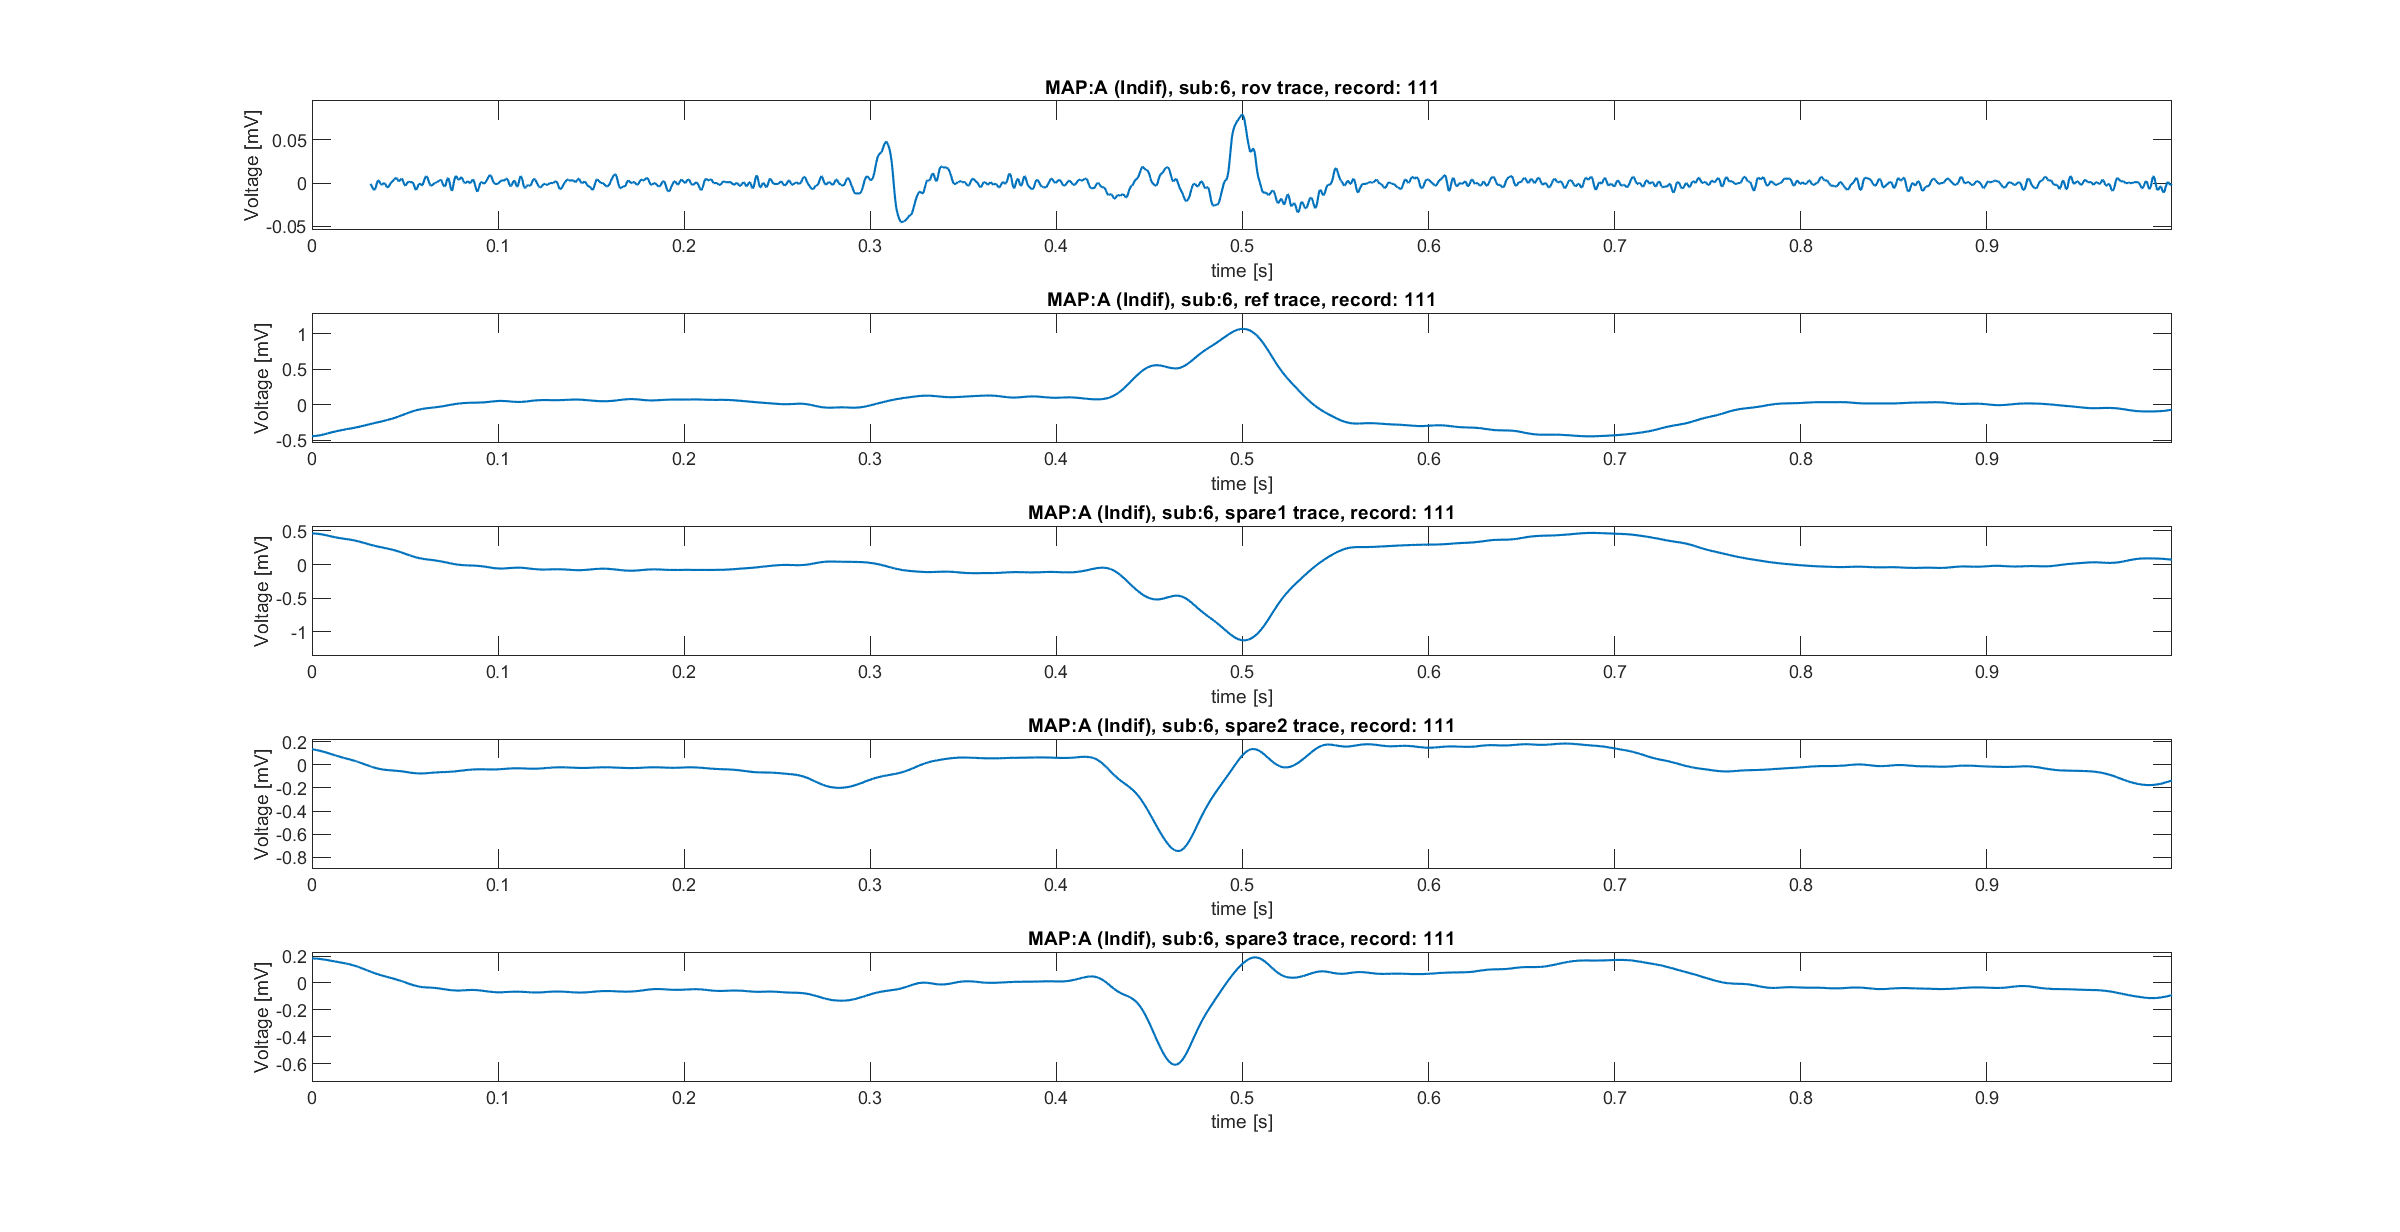 MAP:A (Indif), sub:6, rov trace, record: 111
Voltage [mV]
0.05
0
-0.05
0 0.1 0.2 0.3 0.4 0.5 0.6 0.7 0.8 0.9
time [s]
MAP:A (Indif), sub:6, ref trace, record: 111
Voltage [mV]
1
0.5
0
-0.5
0 0.1 0.2 0.3 0.4 0.5 0.6 0.7 0.8 0.9
time [s]
MAP:A (Indif), sub:6, spare1 trace, record: 111
Voltage [mV]
0.5
0
-0.5
-1
0 0.1 0.2 0.3 0.4 0.5 0.6 0.7 0.8 0.9
time [s]
MAP:A (Indif), sub:6, spare2 trace, record: 111
Voltage [mV]
0.2
0
-0.2
-0.4
-0.6
-0.8
0 0.1 0.2 0.3 0.4 0.5 0.6 0.7 0.8 0.9
time [s]
MAP:A (Indif), sub:6, spare3 trace, record: 111
Voltage [mV]
0.2
0
-0.2
-0.4
-0.6
0 0.1 0.2 0.3 0.4 0.5 0.6 0.7 0.8 0.9
time [s]